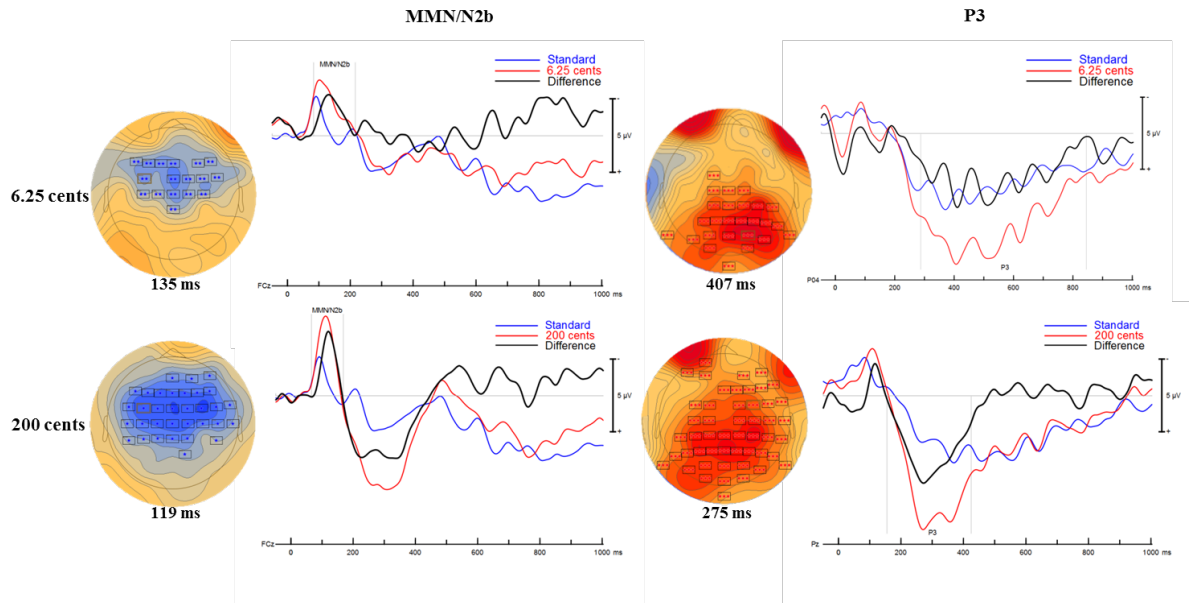 MMN/N2b
P3
MMN/N2b
Standard
6.25 cents
Difference
-
5 µV
+
Standard
6.25 cents
Difference
-
5 µV
+
6.25 cents
135 ms
407 ms
P3
FCz
0
200
400
600
800
1000 ms
P04
0
200
400
600
800
1000 ms
MMN/N2b
Standard
200 cents
Difference
-
5 µV
+
Standard
200 cents
Difference
-
5 µV
+
200 cents
119 ms
275 ms
P3
FCz
0
200
400
600
800
1000 ms
Pz
0
200
400
600
800
1000 ms